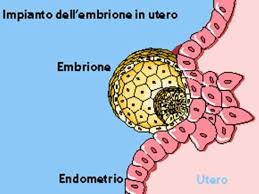 Impianto dell'embrione in utero
Embrione
Endometrio
Utero